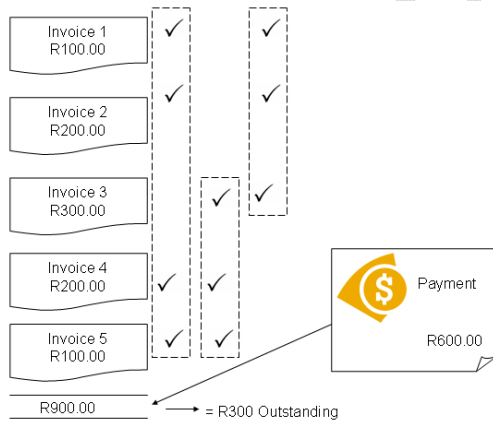 Invoice 1
R100.00
Invoice 2
R200.00
Invoice 3
R300.00
Invoice 4
R200.00
Invoice 5
R100.00
R900.00
= R300 Outstanding
$
Payment
R600.00